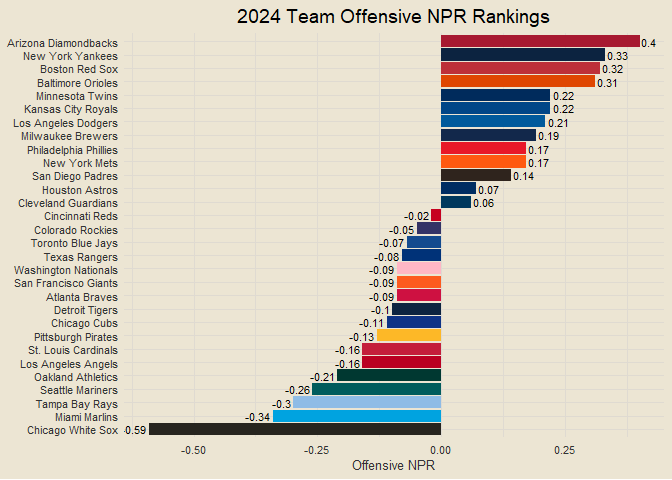 2024 Team Offensive NPR Rankings
Arizona Diamondbacks 0.4
New York Yankees 0.33
Boston Red Sox 0.32
Baltimore Orioles 0.31
Minnesota Twins 0.22
Kansas City Royals 0.22
Los Angeles Dodgers 0.21
Milwaukee Brewers 0.19
Philadelphia Phillies 0.17
New York Mets 0.17
San Diego Padres 0.14
Houston Astros 0.07
Cleveland Guardians 0.06
Cincinnati Reds -0.02
Colorado Rockies -0.05
Toronto Blue Jays -0.07
Texas Rangers -0.08
Washington Nationals -0.09
San Francisco Giants -0.09
Atlanta Braves -0.09
Detroit Tigers -0.1
Chicago Cubs -0.11
Pittsburgh Pirates -0.13
St. Louis Cardinals -0.16
Los Angeles Angels -0.16
Oakland Athletics -0.21
Seattle Mariners -0.26
Tampa Bay Rays -0.3
Miami Marlins -0.34
Chicago White Sox -0.59
-0.50 -0.25 0.00 0.25
Offensive NPR